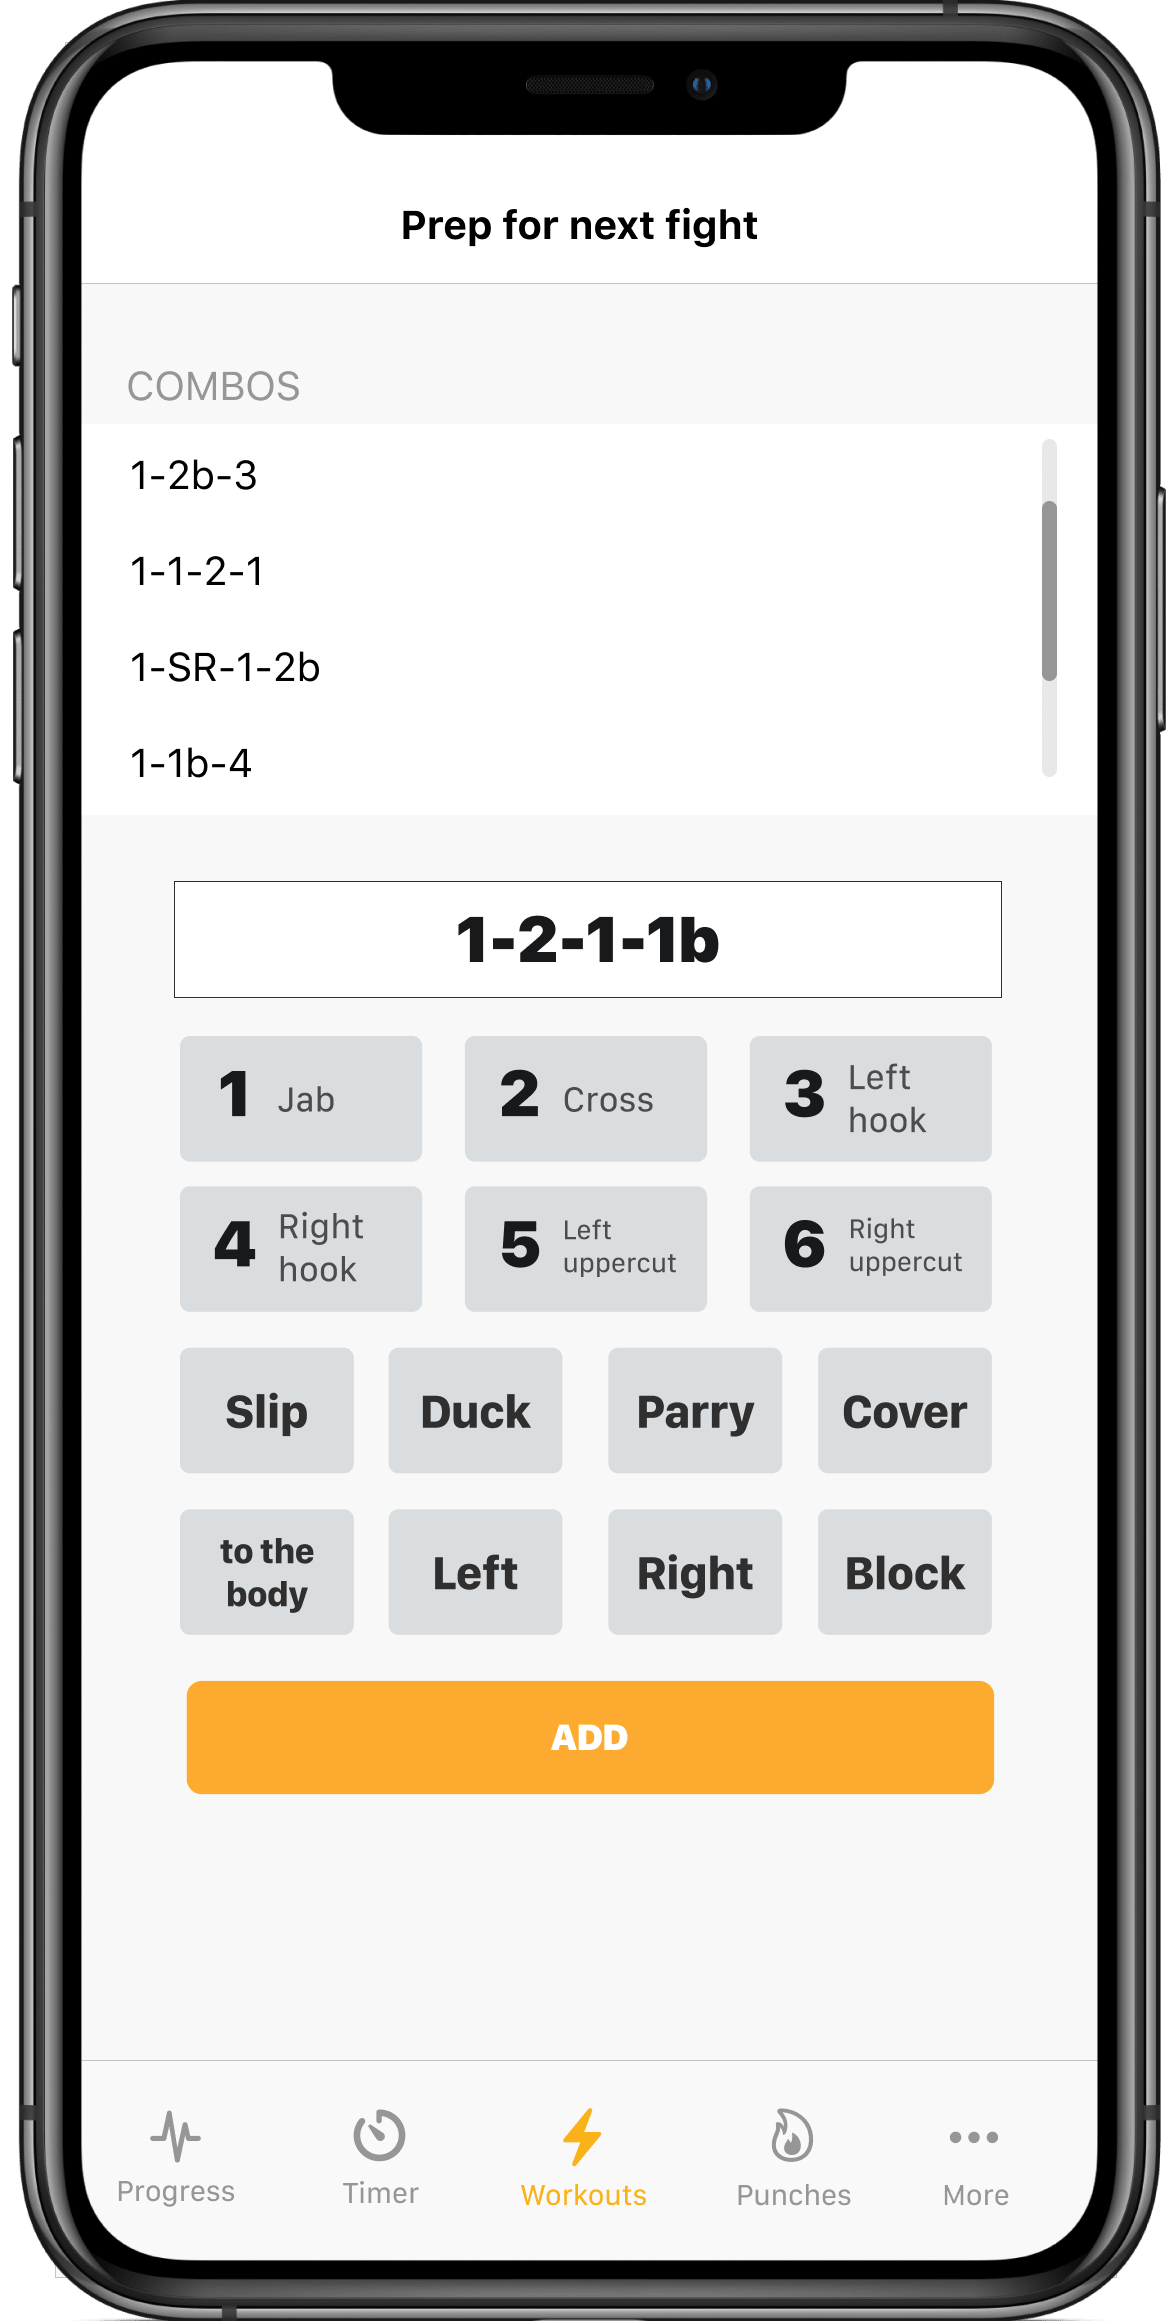 Prep for next fight
COMBOS
1-2b-3
1-1-2-1
1-SR-1-2b
1-1b-4
1-2-1-1b
1 Jab
2 Cross
3 Left
hook
4 Right
hook
5 Left
uppercut
6 Right
uppercut
Slip
Duck
Parry
Cover
to the
body
Left
Right
Block
ADD
Progress
Timer
Workouts
Punches
More